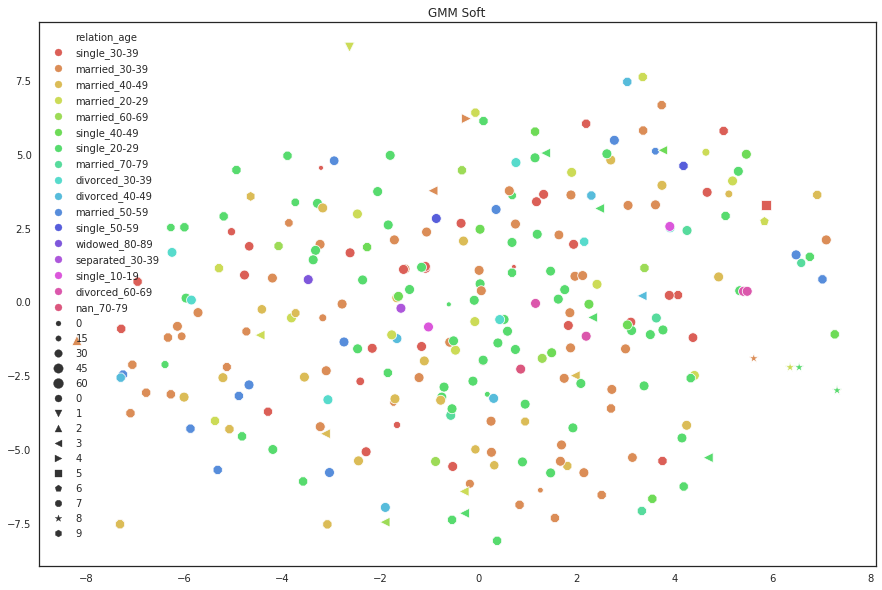 GMM Soft
relation_age
single_30-39
married_30-39
married_40-49
married_20-29
married_60-69
single_40-49
single_20-29
married_70-79
divorced_30-39
divorced_40-49
married_50-59
single_50-59
widowed_80-89
separated_30-39
single_10-19
divorced_60-69
nan_70-79
0
15
30
45
60
0
1
2
3
4
5
6
7
8
9
7.5
5.0
2.5
0.0
−2.5
−5.0
−7.5
−8 −6 −4 −2 0 2 4 6 8